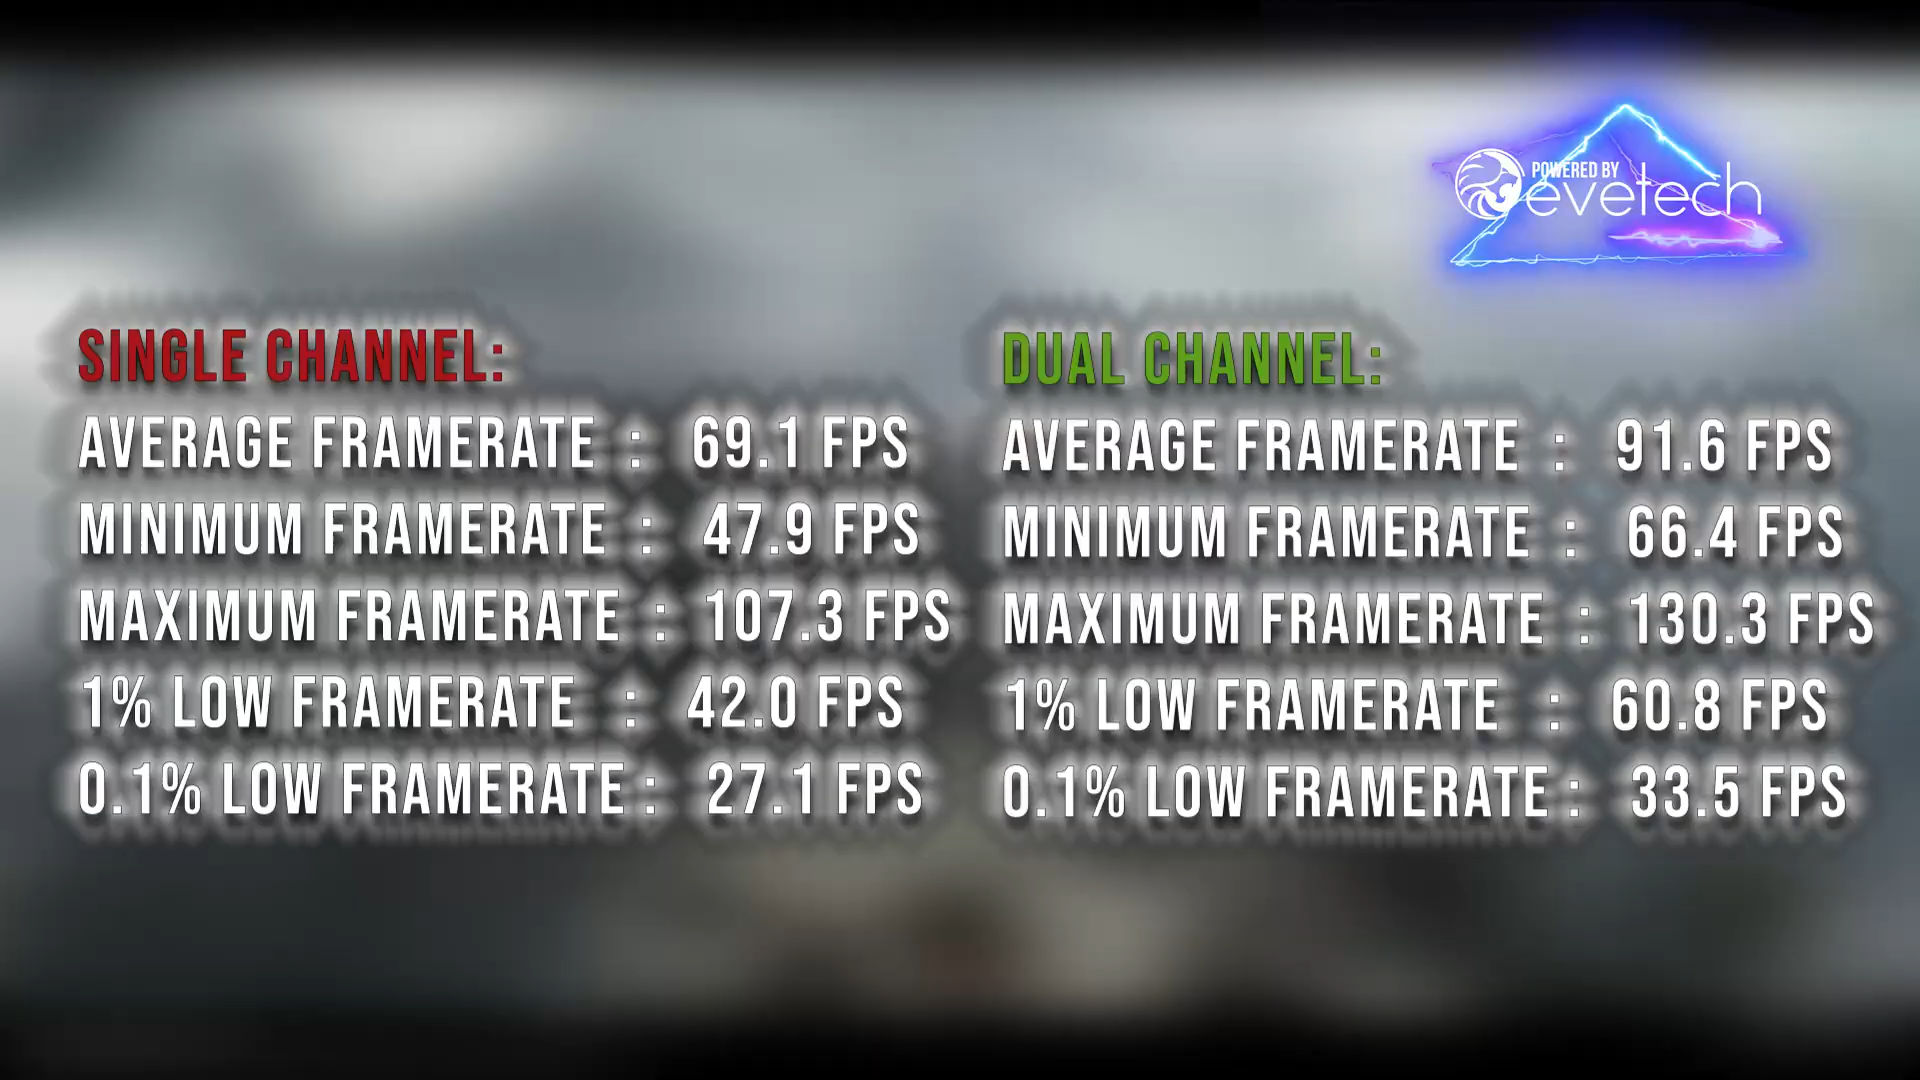 POWERED BY
evetech
SINGLE CHANNEL:
AVERAGE FRAMERATE : 69.1 FPS
MINIMUM FRAMERATE : 47.9 FPS
MAXIMUM FRAMERATE : 107.3 FPS
1% LOW FRAMERATE : 42.0 FPS
0.1% LOW FRAMERATE : 27.1 FPS
DUAL CHANNEL:
AVERAGE FRAMERATE : 91.6 FPS
MINIMUM FRAMERATE : 66.4 FPS
MAXIMUM FRAMERATE : 130.3 FPS
1% LOW FRAMERATE : 60.8 FPS
0.1% LOW FRAMERATE : 33.5 FPS